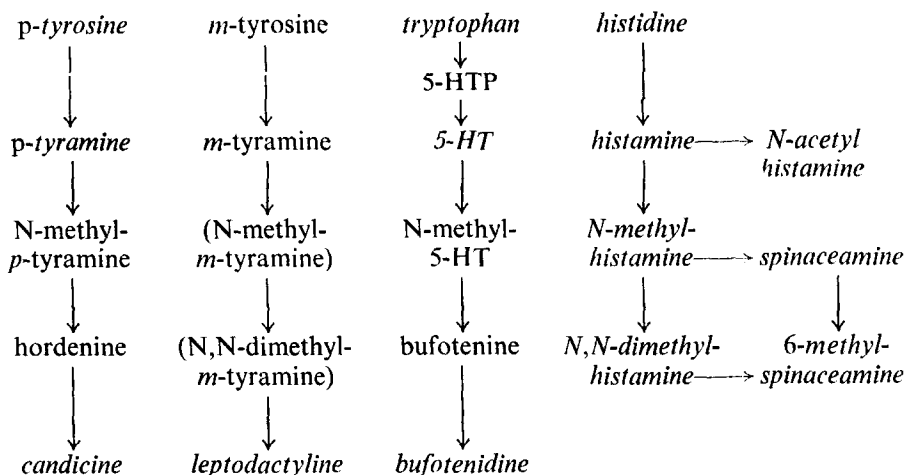 p-tyrosine m-tyrosine tryptophan histidine
5-HTP
p-tyramine m-tyramine 5-HT histamine N-acetyl
histamine
N-methyl- (N-methyl- N-methyl- N-methyl-
p-tyramine m-tyramine) 5-HT histamine spinaceamine
hordenine (N,N-dimethyl- bufotenine N,N-dimethyl- 6-methyl-
m-tyramine) histamine spinaceamine
candicine leptodactyline bufotenidine